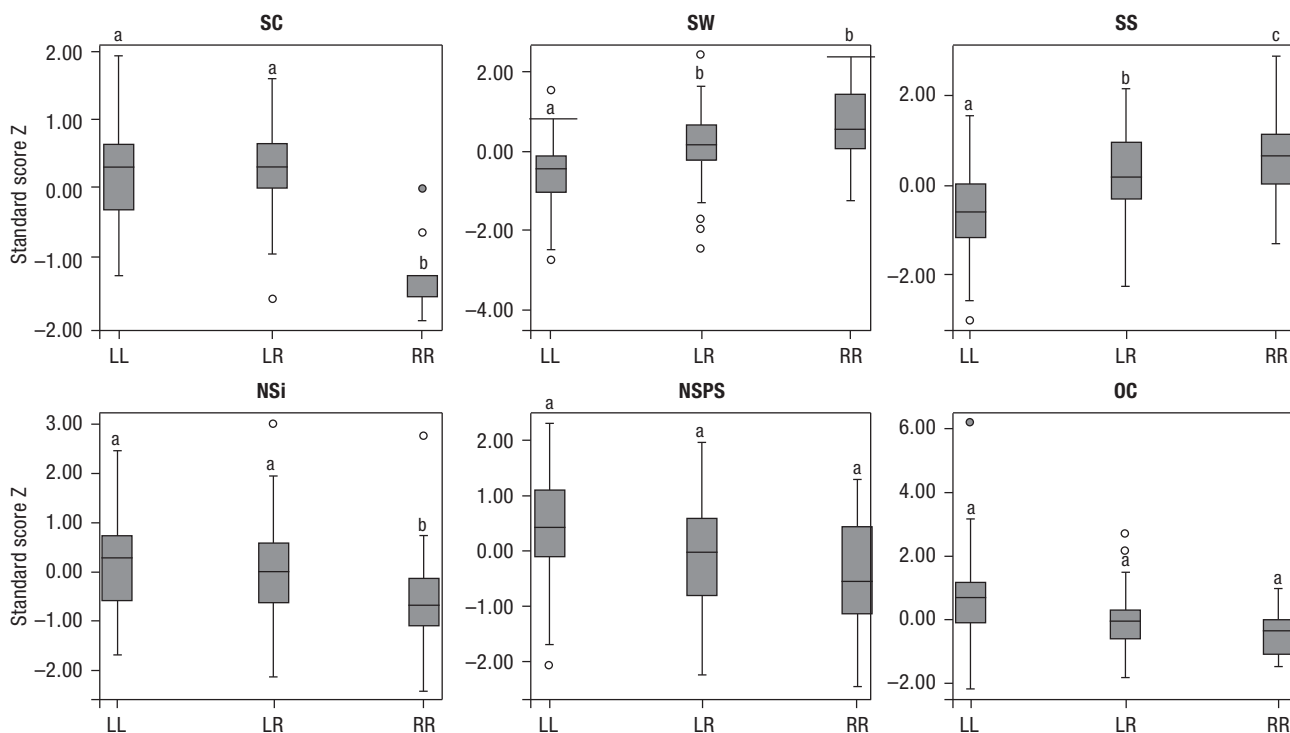 SC
SW
SS
Standard score Z
2.00
1.00
0.00
–1.00
–2.00
a
a
b
LL
LR
RR
2.00
0.00
–2.00
–4.00
a
b
b
LL
LR
RR
2.00
0.00
–2.00
a
b
c
LL
LR
RR
NSi
NSPS
OC
Standard score Z
3.00
2.00
1.00
0.00
–1.00
–2.00
a
a
b
LL
LR
RR
2.00
1.00
0.00
–1.00
–2.00
a
a
a
LL
LR
RR
6.00
4.00
2.00
0.00
–2.00
a
a
a
LL
LR
RR